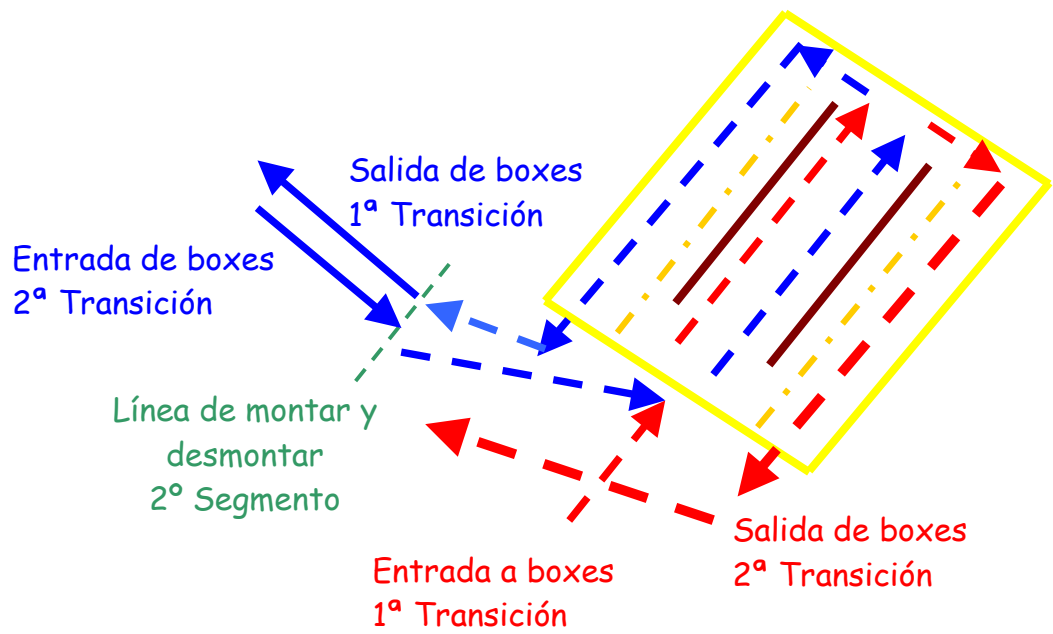 Salida de boxes
1ª Transición
Entrada de boxes
2ª Transición
Línea de montar y
desmontar
2º Segmento
Salida de boxes
2ª Transición
Entrada a boxes
1ª Transición